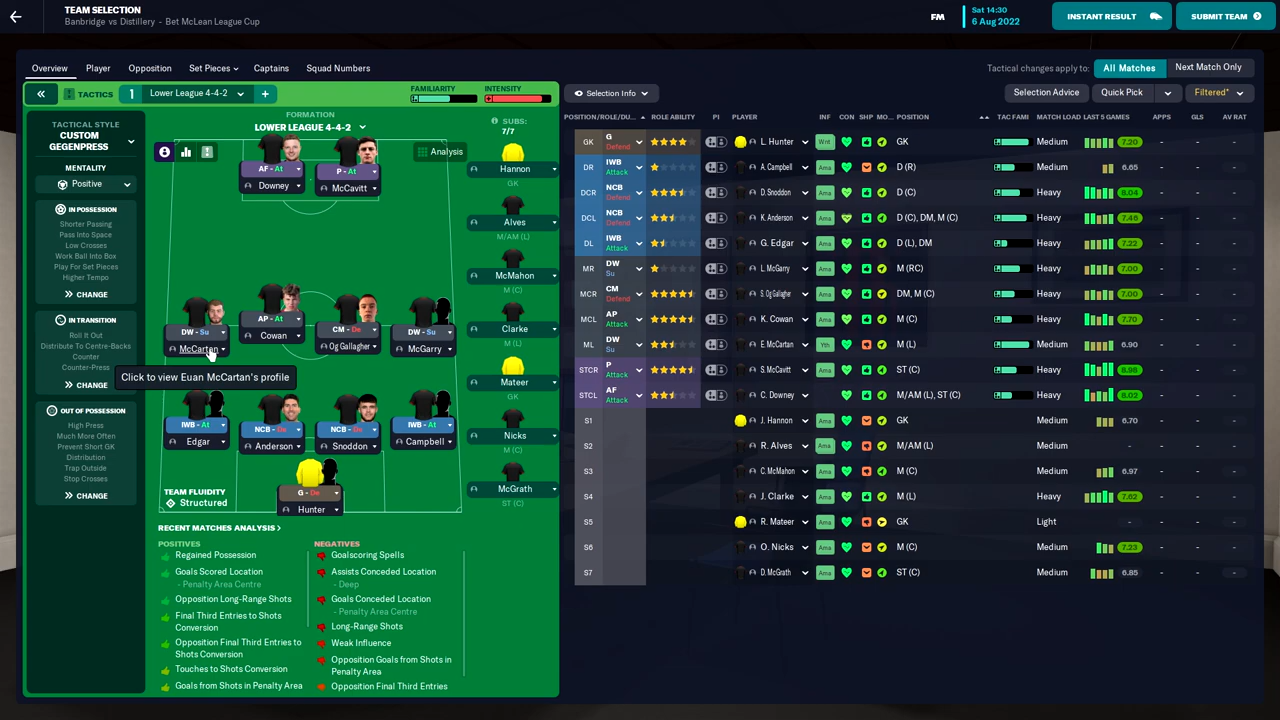 TEAM SELECTION
Banbridge vs Distillery - Bet McLean League Cup
FM
Sat 14:30
6 Aug 2022
INSTANT RESULT
SUBMIT TEAM
Overview
Player
Opposition
Set Pieces
Captains
Squad Numbers
Tactical changes apply to:
All Matches
Next Match Only
TACTICS
1
Lower League 4-4-2
FAMILIARITY
INTENSITY
Selection Info
Selection Advice
Quick Pick
Filtered*
TACTICAL STYLE
CUSTOM
GEGENPRESS
MENTALITY
Positive
IN POSSESSION
Shorter Passing
Pass Into Space
Low Crosses
Work Ball Into Box
Play For Set Pieces
Higher Tempo
CHANGE
IN TRANSITION
Roll It Out
Distribute To Centre-Backs
Counter
Counter-Press
CHANGE
OUT OF POSSESSION
High Press
Much More Often
Prevent Short GK
Distribution
Trap Outside
Stop Crosses
CHANGE
FORMATION
LOWER LEAGUE 4-4-2
Analysis
AF - At
Downey
P - At
McCavitt
DW - Su
McCartan
AP - At
Cowan
CM - De
Og Gallagher
DW - Su
McGarry
Click to view Euan McCartan's profile
IWB - At
Edgar
NCB - De
Anderson
NCB - De
Snoddon
IWB - At
Campbell
G - De
Hunter
TEAM FLUIDITY
Structured
SUBS:
7/7
Hannon
GK
Alves
M/AM (L)
McMahon
M (C)
Clarke
M (L)
Mateer
GK
Nicks
M (C)
McGrath
ST (C)
RECENT MATCHES ANALYSIS
POSITIVES
Regained Possession
Goals Scored Location
- Penalty Area Centre
Opposition Long-Range Shots
Final Third Entries to Shots
Conversion
Opposition Final Third Entries to
Shots Conversion
Touches to Shots Conversion
Goals from Shots in Penalty Area
NEGATIVES
Goalscoring Spells
Assists Conceded Location
- Deep
Goals Conceded Location
- Penalty Area Centre
Long-Range Shots
Weak Influence
Opposition Goals from Shots in
Penalty Area
Opposition Final Third Entries
POSITION/ROLE/DU... ROLE ABILITY PI PLAYER INF CON SHP MO... POSITION TAC FAMI MATCH LOAD LAST 5 GAMES APPS GLS AV RAT
GK G Defend L. Hunter Wnt GK Medium 7.20 - - -
DR IWB Attack A. Campbell Ama D (R) Medium 6.65 - - -
DCR NCB Defend D. Snoddon Ama D (C) Heavy 8.04 - - -
DCL NCB Defend K. Anderson Ama D (C), DM, M (C) Heavy 7.46 - - -
DL IWB Attack G. Edgar Ama D (L), DM Heavy 7.22 - - -
MR DW Su L. McGarry Ama M (RC) Heavy 7.00 - - -
MCR CM Defend S. Og Gallagher Ama DM, M (C) Heavy 7.00 - - -
MCL AP Attack K. Cowan Ama M (C) Heavy 7.70 - - -
ML DW Su E. McCartan Yth M (L) Medium 6.90 - - -
STCR P Attack S. McCavitt Ama ST (C) Heavy 8.98 - - -
STCL AF Attack C. Downey M/AM (L), ST (C) Heavy 8.02 - - -
S1 J. Hannon Ama GK Medium 6.70 - - -
S2 R. Alves Ama M/AM (L) Medium - - - -
S3 C. McMahon Ama M (C) Medium 6.97 - - -
S4 J. Clarke Ama M (L) Heavy 7.62 - - -
S5 R. Mateer Ama GK Light - - - -
S6 O. Nicks Ama M (C) Medium 7.23 - - -
S7 D. McGrath Ama ST (C) Medium 6.85 - - -